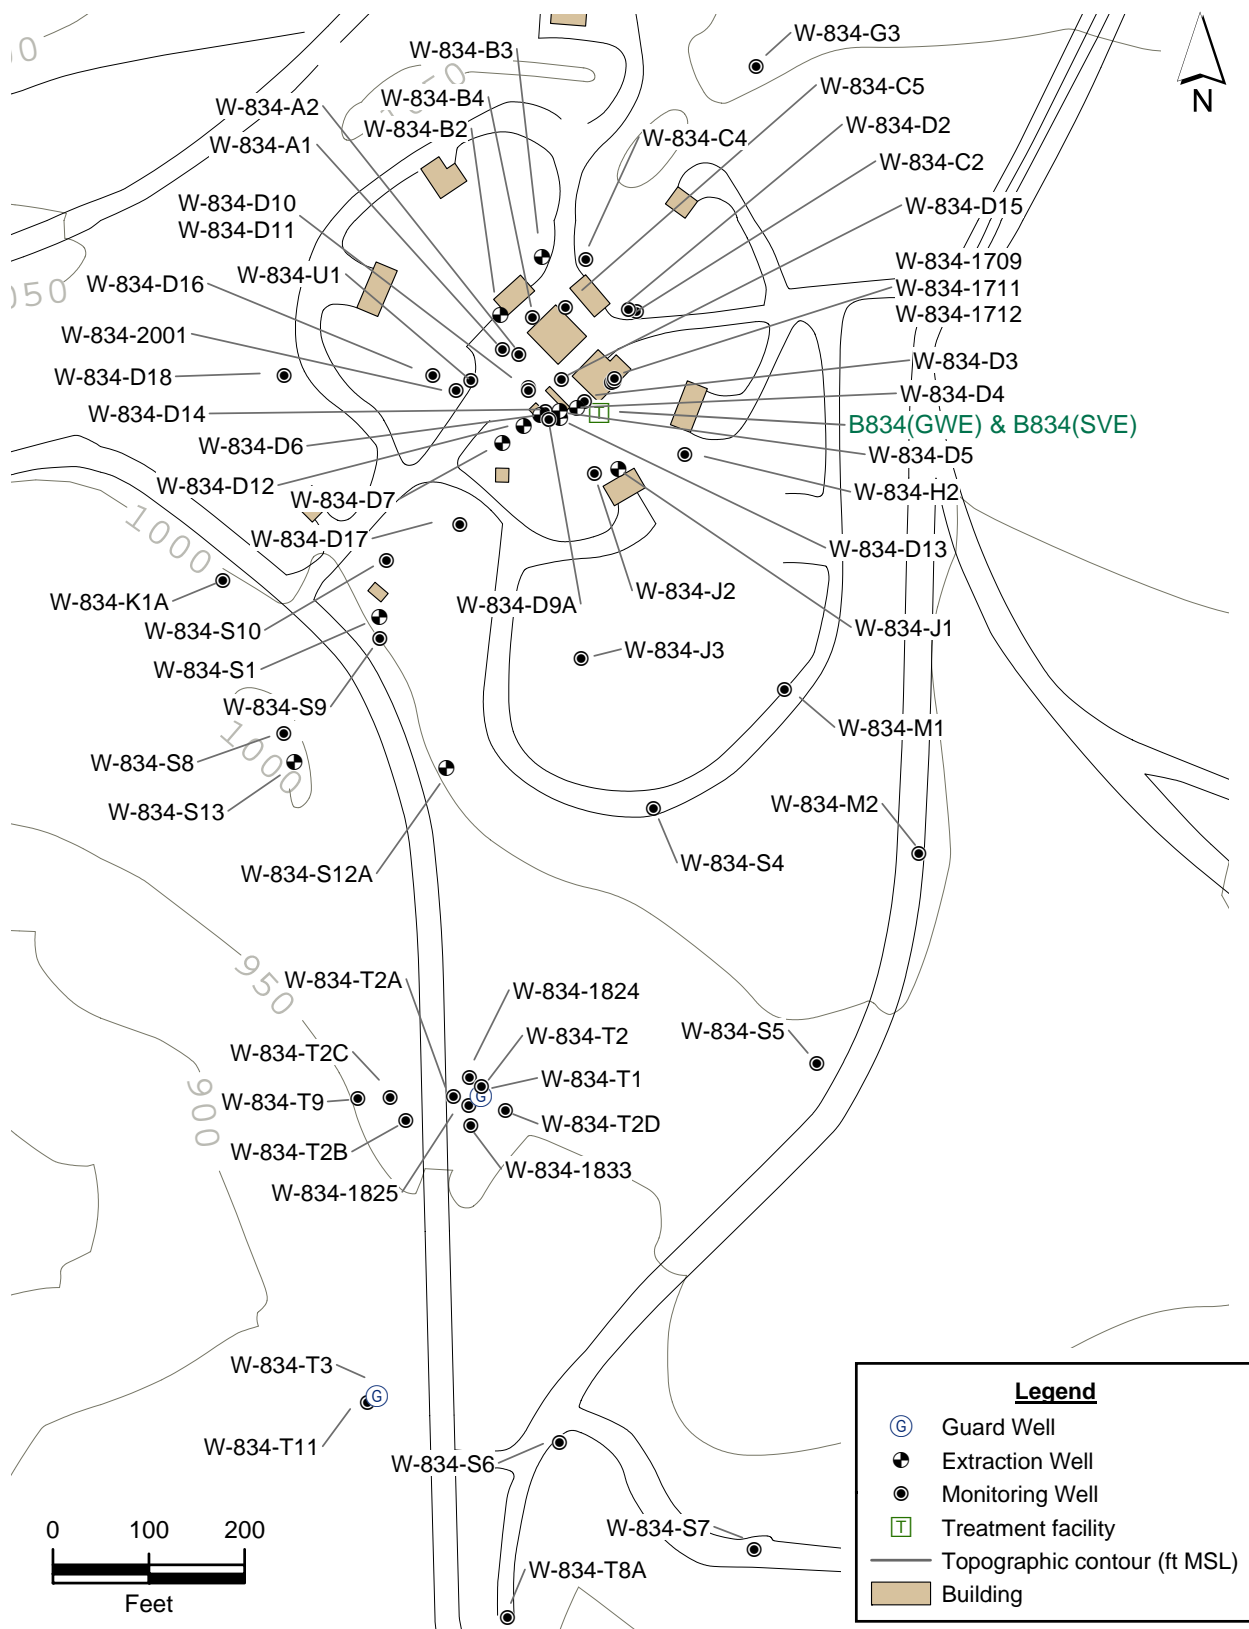 W-834-G3
W-834-B3
W-834-B4
W-834-C5
W-834-A2
W-834-B2
W-834-D2
W-834-A1
W-834-C4
W-834-C2
N
W-834-D10
W-834-D11
W-834-D15
W-834-U1
W-834-D16
W-834-1709
W-834-1711
W-834-1712
050
W-834-2001
W-834-D18
W-834-D3
W-834-D14
W-834-D4
T
B834(GWE) & B834(SVE)
W-834-D6
W-834-D5
W-834-D12
W-834-D7
W-834-H2
1000
W-834-D17
W-834-D13
W-834-K1A
W-834-J2
W-834-D9A
W-834-S10
W-834-J1
W-834-S1
W-834-J3
W-834-S9
W-834-M1
1000
W-834-S8
W-834-S13
W-834-M2
W-834-S12A
W-834-S4
950
W-834-T2A
W-834-1824
W-834-T2
W-834-S5
W-834-T2C
W-834-T1
G
W-834-T9
W-834-T2D
900
W-834-T2B
W-834-1833
W-834-1825
W-834-T3
G
W-834-T11
W-834-S6
W-834-S7
W-834-T8A
0 100 200
Feet
Legend
G Guard Well
Extraction Well
Monitoring Well
T Treatment facility
Topographic contour (ft MSL)
Building